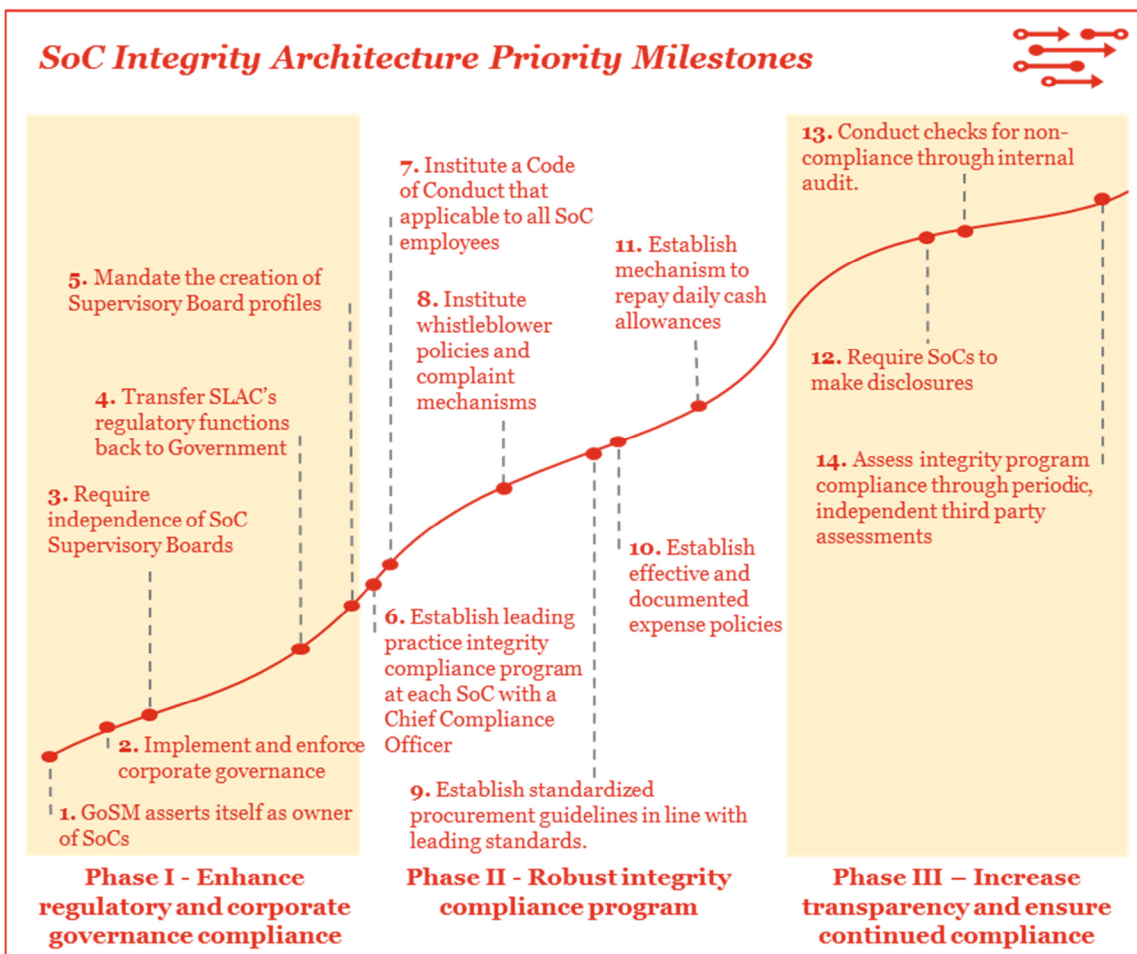 SoC Integrity Architecture Priority Milestones
1. GoSM asserts itself as owner
of SoCs
2. Implement and enforce
corporate governance
3. Require
independence of SoC
Supervisory Boards
4. Transfer SLAC’s
regulatory functions
back to Government
5. Mandate the creation of
Supervisory Board profiles
6. Establish leading
practice integrity
compliance program
at each SoC with a
Chief Compliance
Officer
7. Institute a Code
of Conduct that
applicable to all SoC
employees
8. Institute
whistleblower
policies and
complaint
mechanisms
9. Establish standardized
procurement guidelines in line with
leading standards.
10. Establish
effective and
documented
expense policies
11. Establish
mechanism to
repay daily cash
allowances
12. Require SoCs to
make disclosures
13. Conduct checks for non-
compliance through internal
audit.
14. Assess integrity program
compliance through periodic,
independent third party
assessments
Phase I - Enhance
regulatory and corporate
governance compliance
Phase II - Robust integrity
compliance program
Phase III – Increase
transparency and ensure
continued compliance